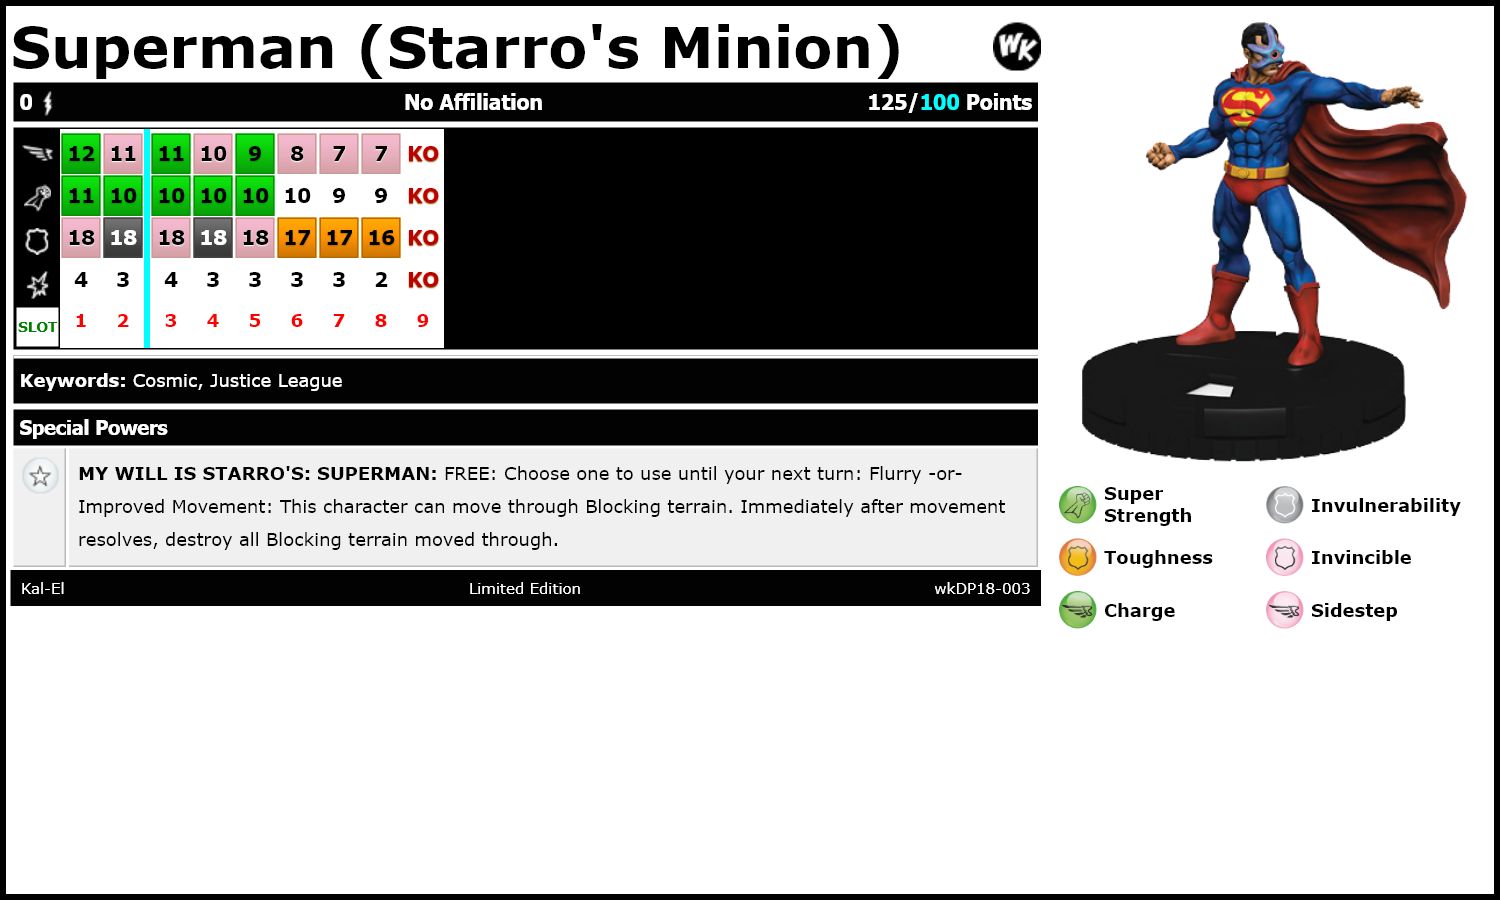 Superman (Starro's Minion)
WK
0 No Affiliation 125/100 Points
12 11 11 10 9 8 7 7 KO
11 10 10 10 10 10 9 9 KO
18 18 18 18 18 17 17 16 KO
4 3 4 3 3 3 3 2 KO
SLOT 1 2 3 4 5 6 7 8 9
Keywords: Cosmic, Justice League
Special Powers
MY WILL IS STARRO'S: SUPERMAN: FREE: Choose one to use until your next turn: Flurry -or-
Improved Movement: This character can move through Blocking terrain. Immediately after movement
resolves, destroy all Blocking terrain moved through.
Kal-El Limited Edition wkDP18-003
S
Super
Strength
Invulnerability
Toughness
Invincible
Charge
Sidestep